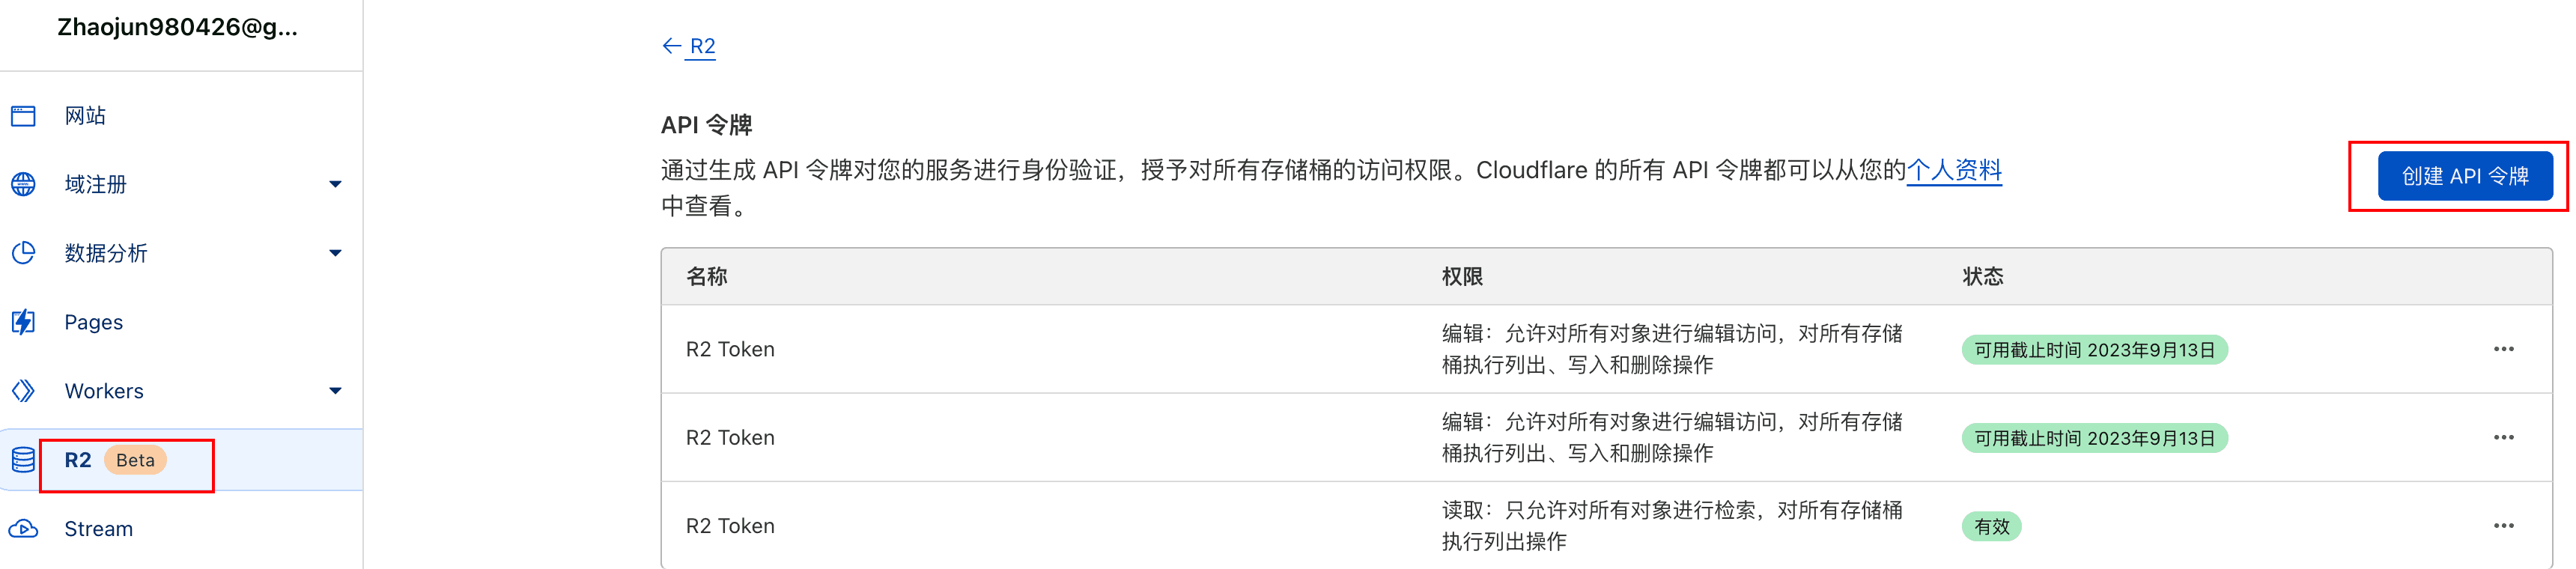 Zhaojun980426@g...
网站
域注册
数据分析
Pages
Workers
R2 Beta
Stream
← R2
API 令牌
通过生成 API 令牌对您的服务进行身份验证，授予对所有存储桶的访问权限。Cloudflare 的所有 API 令牌都可以从您的个人资料
中查看。
创建 API 令牌
名称 权限 状态
R2 Token
编辑：允许对所有对象进行编辑访问，对所有存储
桶执行列出、写入和删除操作
可用截止时间 2023年9月13日
R2 Token
编辑：允许对所有对象进行编辑访问，对所有存储
桶执行列出、写入和删除操作
可用截止时间 2023年9月13日
R2 Token
读取：只允许对所有对象进行检索，对所有存储桶
执行列出操作
有效